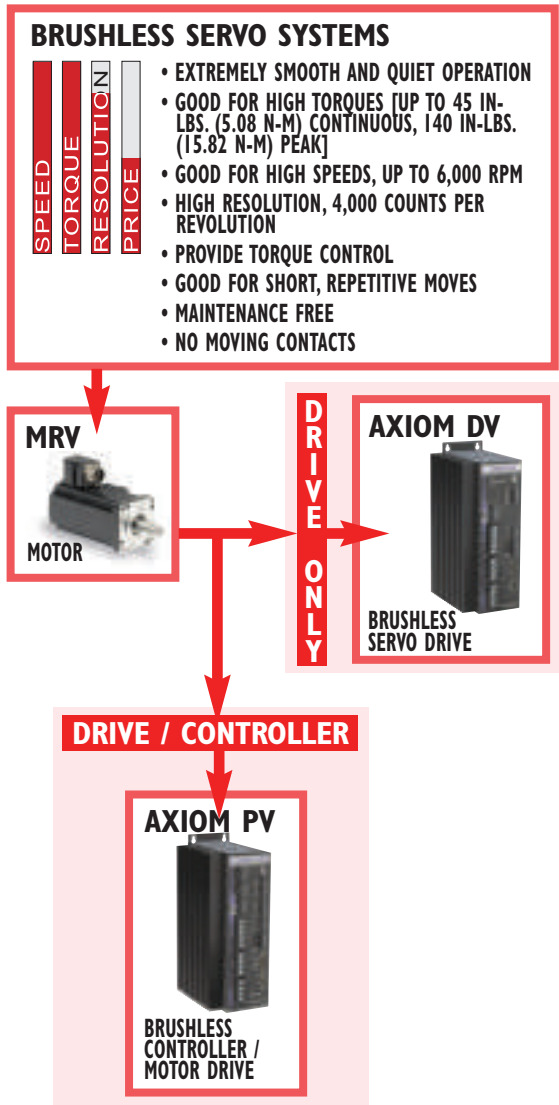 BRUSHLESS SERVO SYSTEMS
SPEED
TORQUE
RESOLUTION
PRICE
• EXTREMELY SMOOTH AND QUIET OPERATION
• GOOD FOR HIGH TORQUES [UP TO 45 IN-
LBS. (5.08 N-M) CONTINUOUS, 140 IN-LBS.
(15.82 N-M) PEAK]
• GOOD FOR HIGH SPEEDS, UP TO 6,000 RPM
• HIGH RESOLUTION, 4,000 COUNTS PER
REVOLUTION
• PROVIDE TORQUE CONTROL
• GOOD FOR SHORT, REPETITIVE MOVES
• MAINTENANCE FREE
• NO MOVING CONTACTS
MRV
MOTOR
DRIVE ONLY
AXIOM DV
BRUSHLESS
SERVO DRIVE
DRIVE / CONTROLLER
AXIOM PV
BRUSHLESS
CONTROLLER /
MOTOR DRIVE